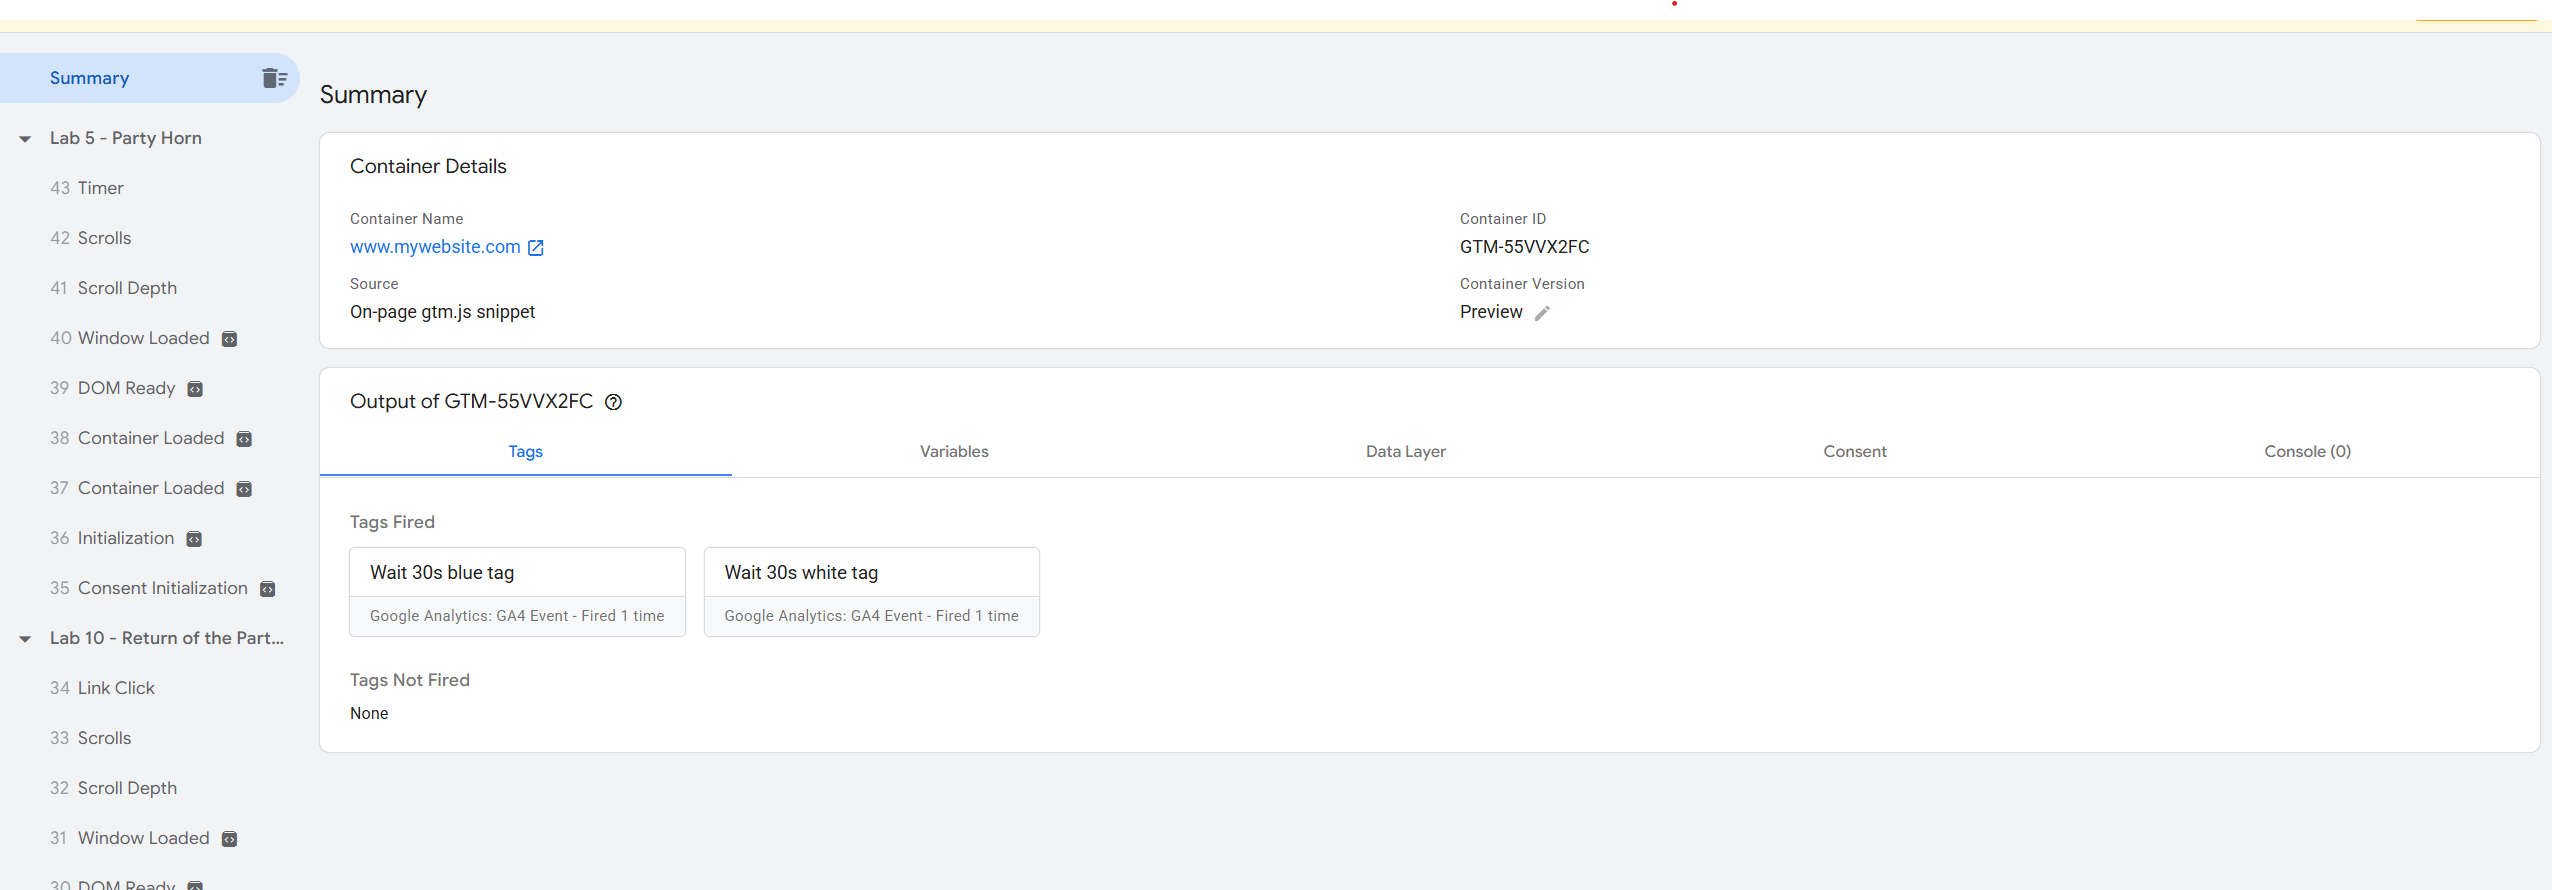 Summary
Lab 5 - Party Horn
43 Timer
42 Scrolls
41 Scroll Depth
40 Window Loaded
39 DOM Ready
38 Container Loaded
37 Container Loaded
36 Initialization
35 Consent Initialization
Lab 10 - Return of the Part...
34 Link Click
33 Scrolls
32 Scroll Depth
31 Window Loaded
30 DOM Ready
Summary
Container Details
Container Name
www.mywebsite.com
Container ID
GTM-55VVX2FC
Source
On-page gtm.js snippet
Container Version
Preview
Output of GTM-55VVX2FC
Tags Variables Data Layer Consent Console (0)
Tags Fired
Wait 30s blue tag
Google Analytics: GA4 Event - Fired 1 time
Wait 30s white tag
Google Analytics: GA4 Event - Fired 1 time
Tags Not Fired
None